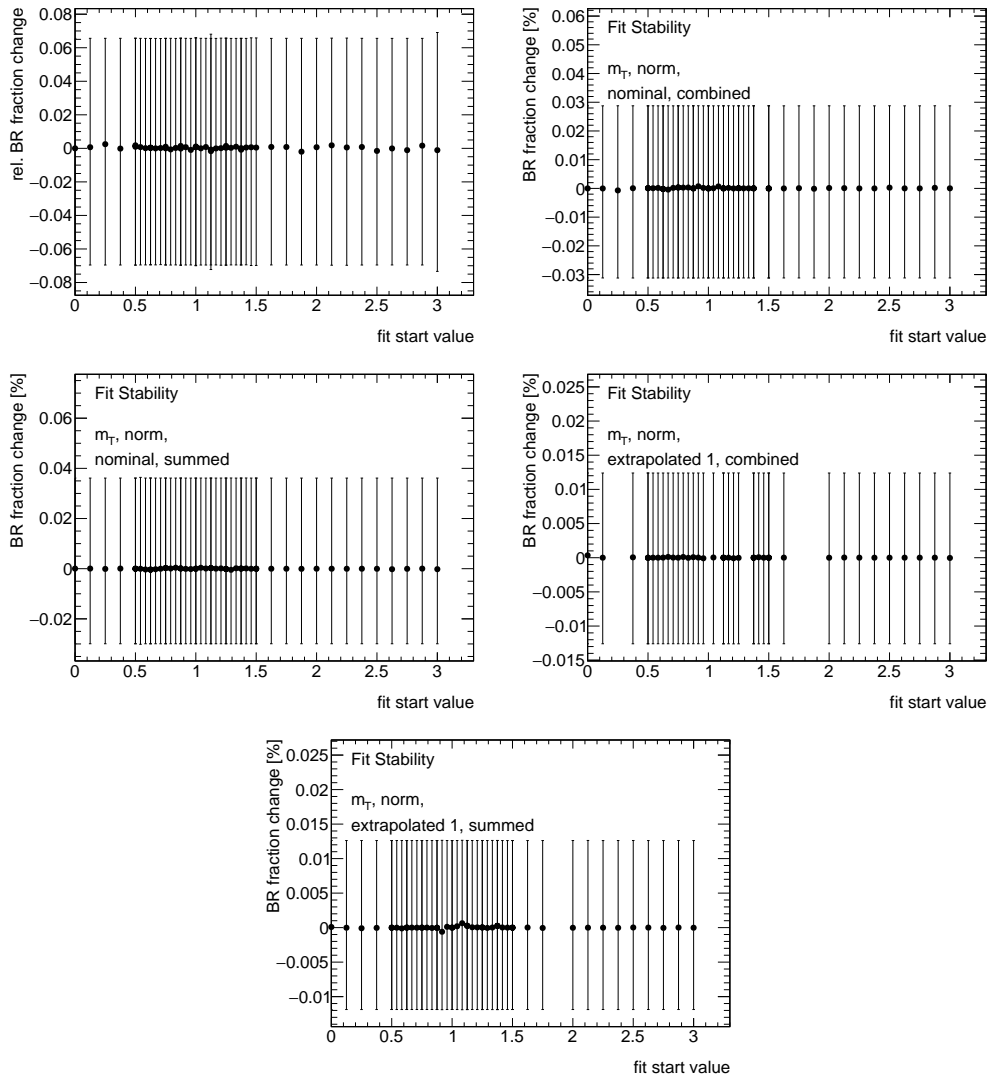 rel. BR fraction change
0.08
0.06
0.04
0.02
0
−0.02
−0.04
−0.06
−0.08
0 0.5 1 1.5 2 2.5 3
fit start value
BR fraction change [%]
Fit Stability
m_T, norm,
nominal, combined
0.06
0.05
0.04
0.03
0.02
0.01
0
−0.01
−0.02
−0.03
0 0.5 1 1.5 2 2.5 3
fit start value
BR fraction change [%]
Fit Stability
m_T, norm,
nominal, summed
0.06
0.04
0.02
0
−0.02
0 0.5 1 1.5 2 2.5 3
fit start value
BR fraction change [%]
Fit Stability
m_T, norm,
extrapolated 1, combined
0.025
0.02
0.015
0.01
0.005
0
−0.005
−0.01
−0.015
0 0.5 1 1.5 2 2.5 3
fit start value
BR fraction change [%]
Fit Stability
m_T, norm,
extrapolated 1, summed
0.025
0.02
0.015
0.01
0.005
0
−0.005
−0.01
0 0.5 1 1.5 2 2.5 3
fit start value